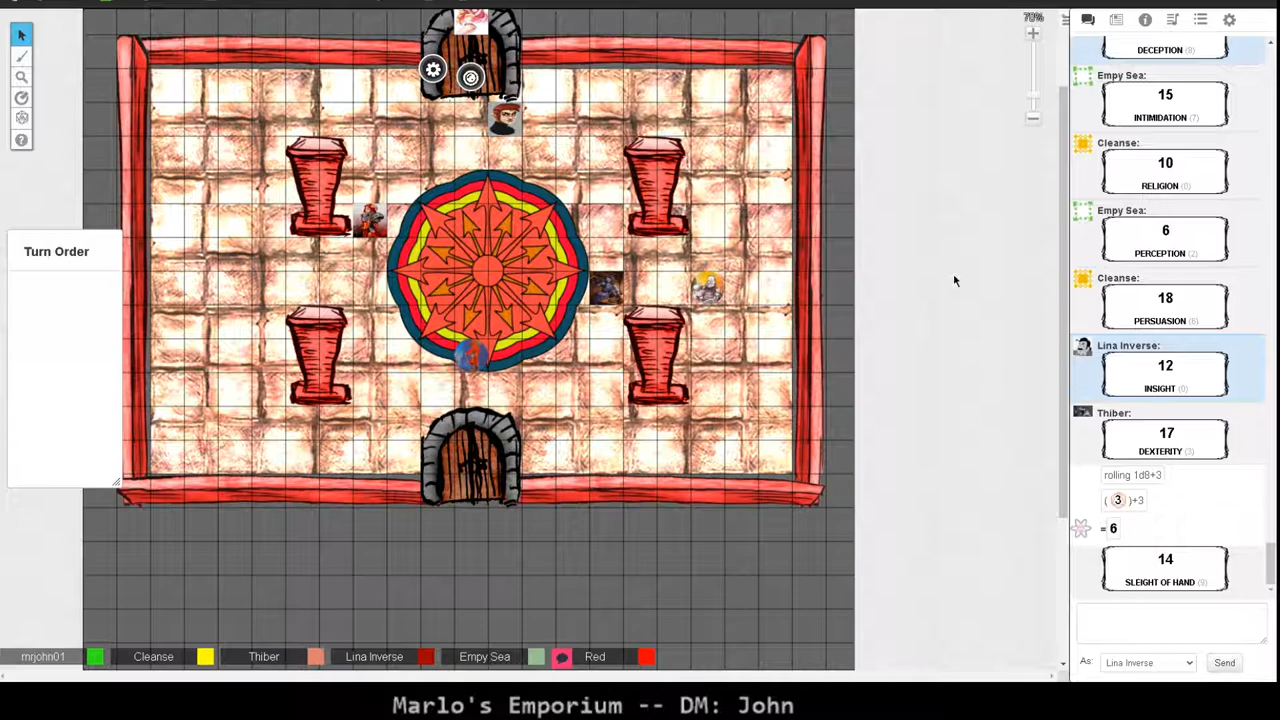 70%
DECEPTION (8)
Empy Sea:
15
INTIMIDATION (7)
Cleanse:
10
RELIGION (0)
Empy Sea:
6
PERCEPTION (2)
Cleanse:
18
PERSUASION (6)
Lina Inverse:
12
INSIGHT (0)
Thiber:
17
DEXTERITY (3)
rolling 1d8+3
( 3 )+3
= 6
14
SLEIGHT OF HAND (9)
As: Lina Inverse Send
Turn Order
mrjohn01 Cleanse Thiber Lina Inverse Empy Sea Red
Marlo's Emporium -- DM: John